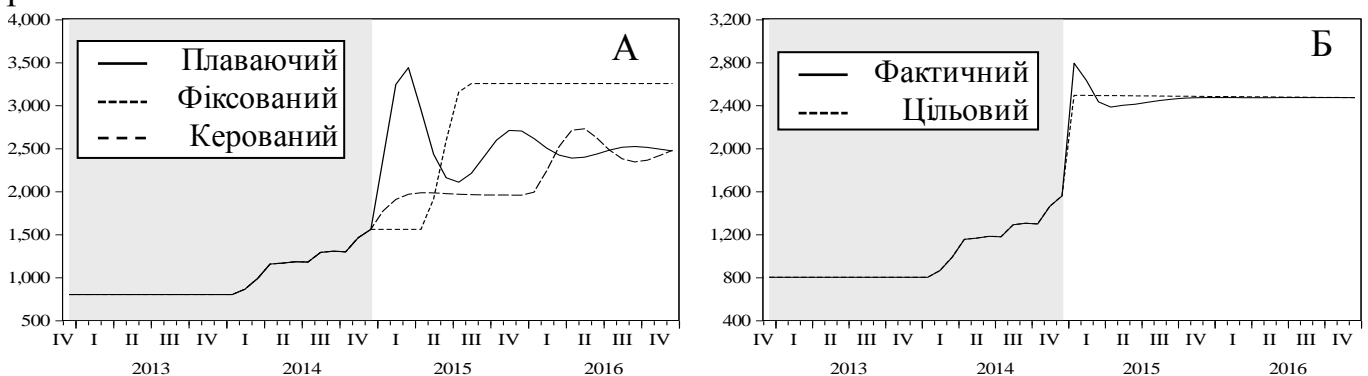 4,000
3,500
3,000
2,500
2,000
1,500
1,000
500
А
Плаваючий
Фіксований
Керований
IV I II III IV I II III IV I II III IV I II III IV
2013 2014 2015 2016
3,200
2,800
2,400
2,000
1,600
1,200
800
400
Б
Фактичний
Цільовий
IV I II III IV I II III IV I II III IV I II III IV
2013 2014 2015 2016